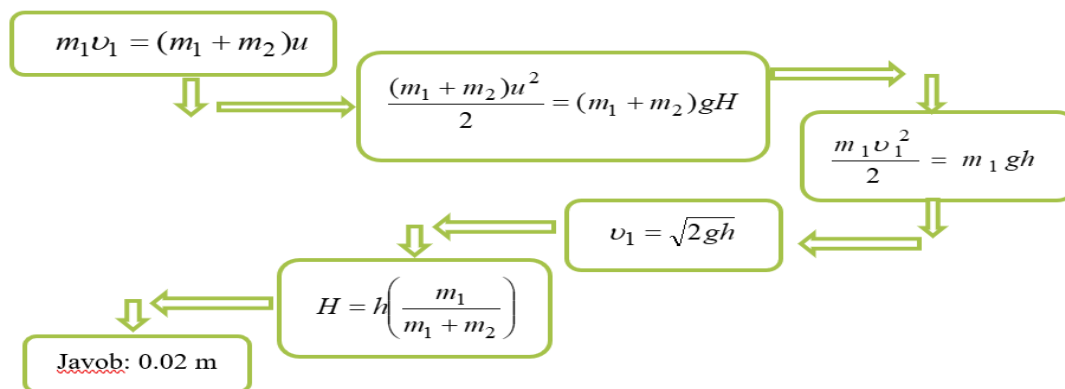 m₁υ₁ = (m₁ + m₂)u
(m₁ + m₂)u² / 2 = (m₁ + m₂)gH
m₁υ₁² / 2 = m₁gh
υ₁ = √(2gh)
H = h(m₁ / (m₁ + m₂))
Javob: 0.02 m